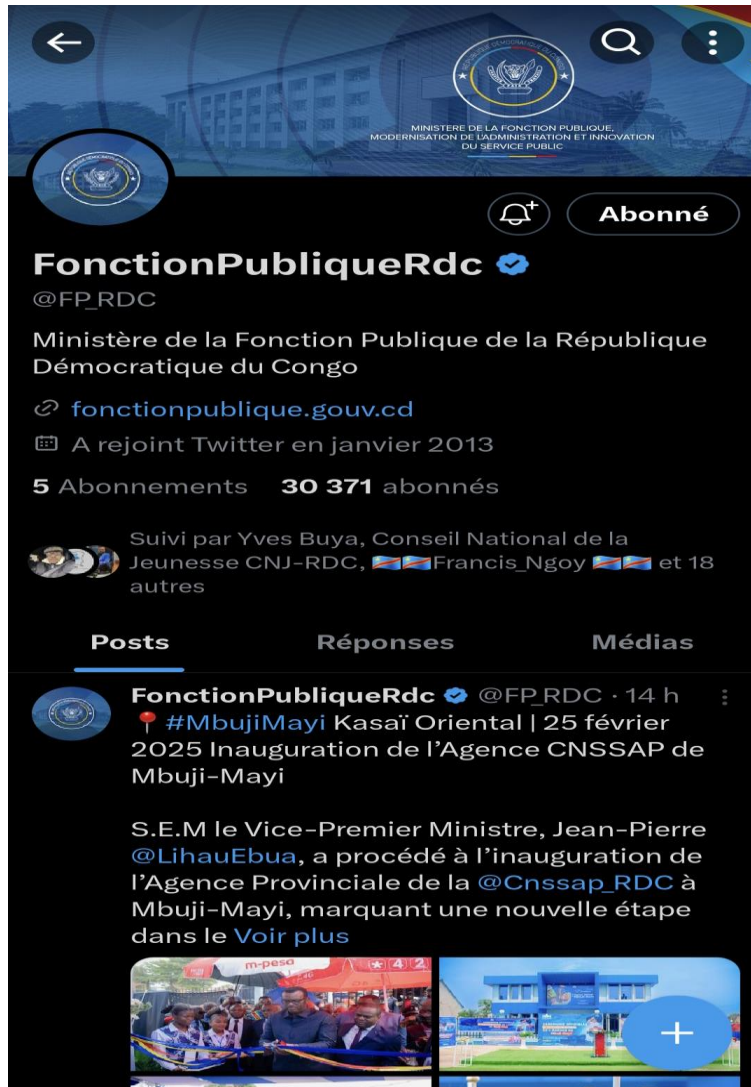 MINISTERE DE LA FONCTION PUBLIQUE,
MODERNISATION DE L'ADMINISTRATION ET INNOVATION
DU SERVICE PUBLIC
Abonné
FonctionPubliqueRdc
@FP_RDC
Ministère de la Fonction Publique de la République
Démocratique du Congo
fonctionpublique.gouv.cd
A rejoint Twitter en janvier 2013
5 Abonnements 30 371 abonnés
Suivi par Yves Buya, Conseil National de la
Jeunesse CNJ-RDC, 🇨🇩🇨🇩Francis_Ngoy 🇨🇩🇨🇩 et 18
autres
Posts Réponses Médias
FonctionPubliqueRdc @FP_RDC · 14 h
📍 #MbujiMayi Kasaï Oriental | 25 février
2025 Inauguration de l'Agence CNSSAP de
Mbuji-Mayi
S.E.M le Vice-Premier Ministre, Jean-Pierre
@LihauEbua, a procédé à l'inauguration de
l'Agence Provinciale de la @Cnssap_RDC à
Mbuji-Mayi, marquant une nouvelle étape
dans le Voir plus
m-pesa